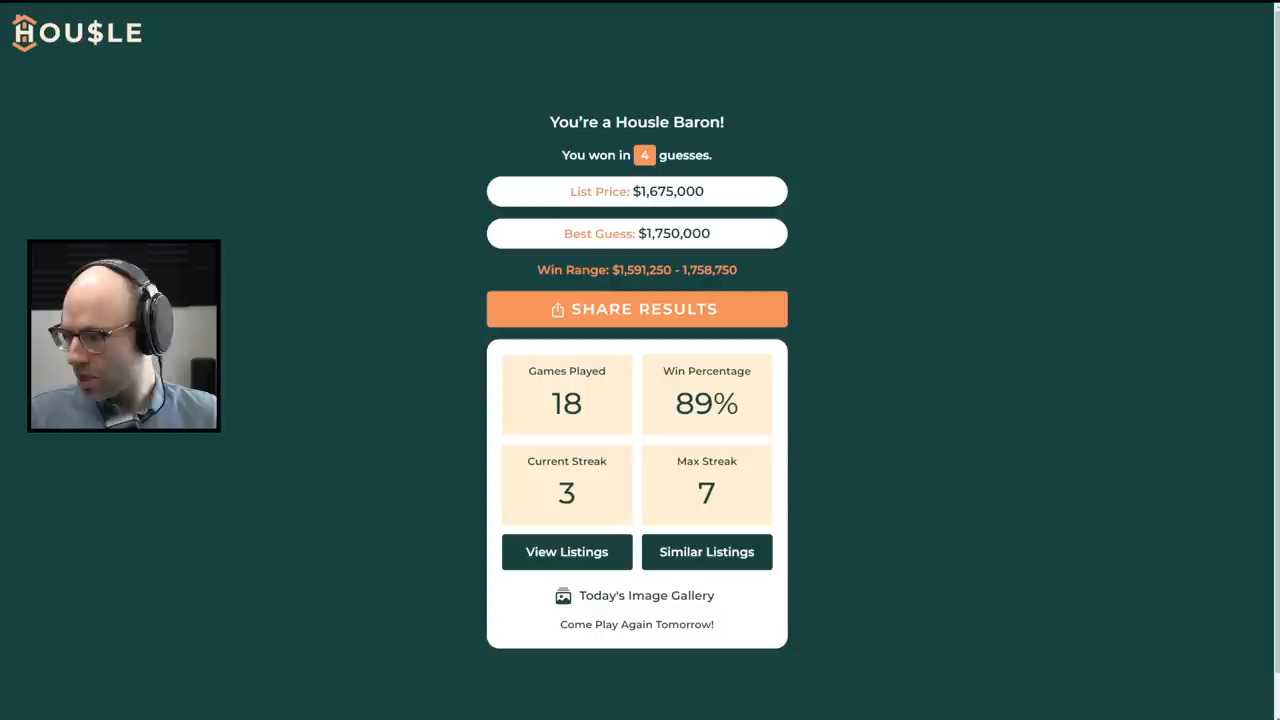 HOU$LE
You're a Housle Baron!
You won in 4 guesses.
List Price: $1,675,000
Best Guess: $1,750,000
Win Range: $1,591,250 - 1,758,750
SHARE RESULTS
Games Played
Win Percentage
18
89%
Current Streak
Max Streak
3
7
View Listings
Similar Listings
Today's Image Gallery
Come Play Again Tomorrow!